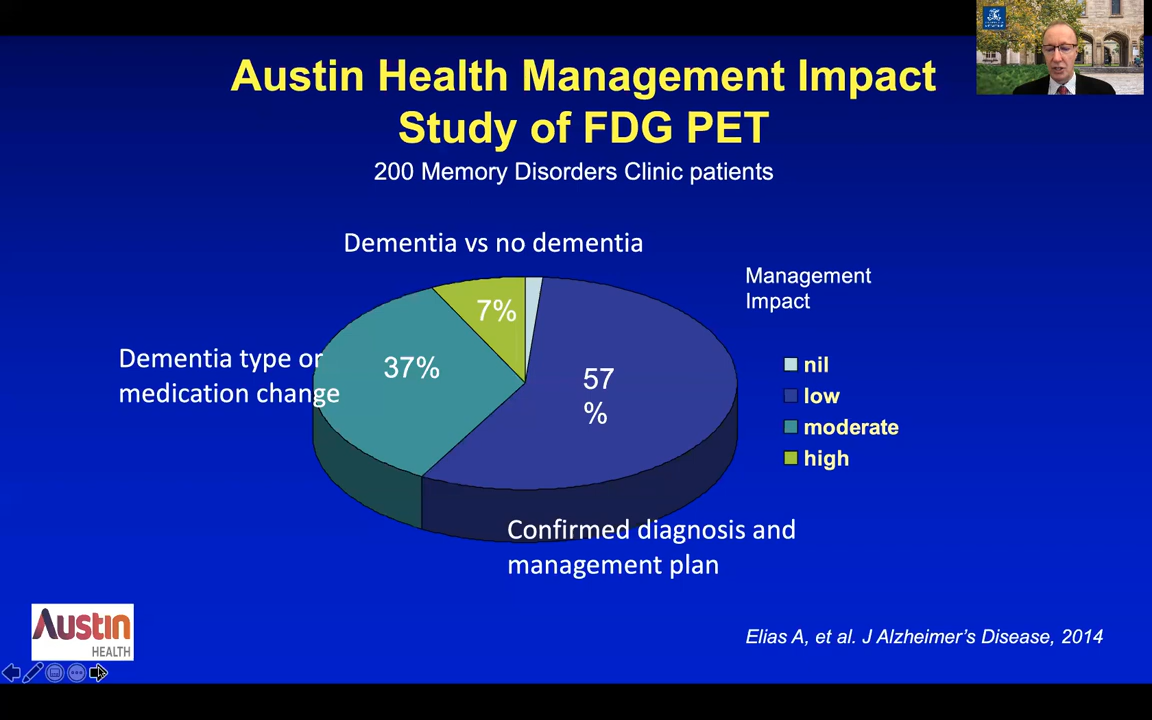 Austin Health Management Impact
Study of FDG PET
200 Memory Disorders Clinic patients
Dementia vs no dementia
Management
Impact
7%
nil
Dementia type or
medication change
37%
57
%
low
moderate
high
Confirmed diagnosis and
management plan
Austin
HEALTH
Elias A, et al. J Alzheimer's Disease, 2014